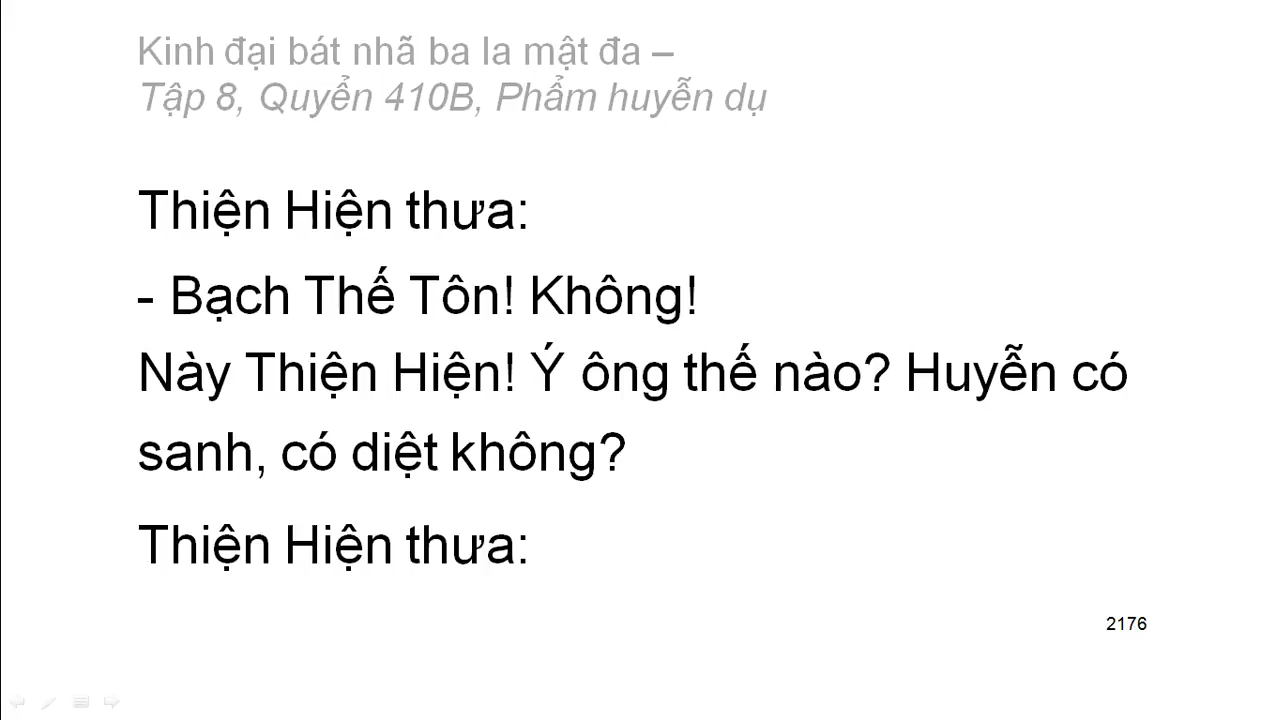 Kinh đại bát nhã ba la mật đa –
Tập 8, Quyển 410B, Phẩm huyễn dụ
Thiện Hiện thưa:
- Bạch Thế Tôn! Không!
Này Thiện Hiện! Ý ông thế nào? Huyễn có
sanh, có diệt không?
Thiện Hiện thưa:
2176